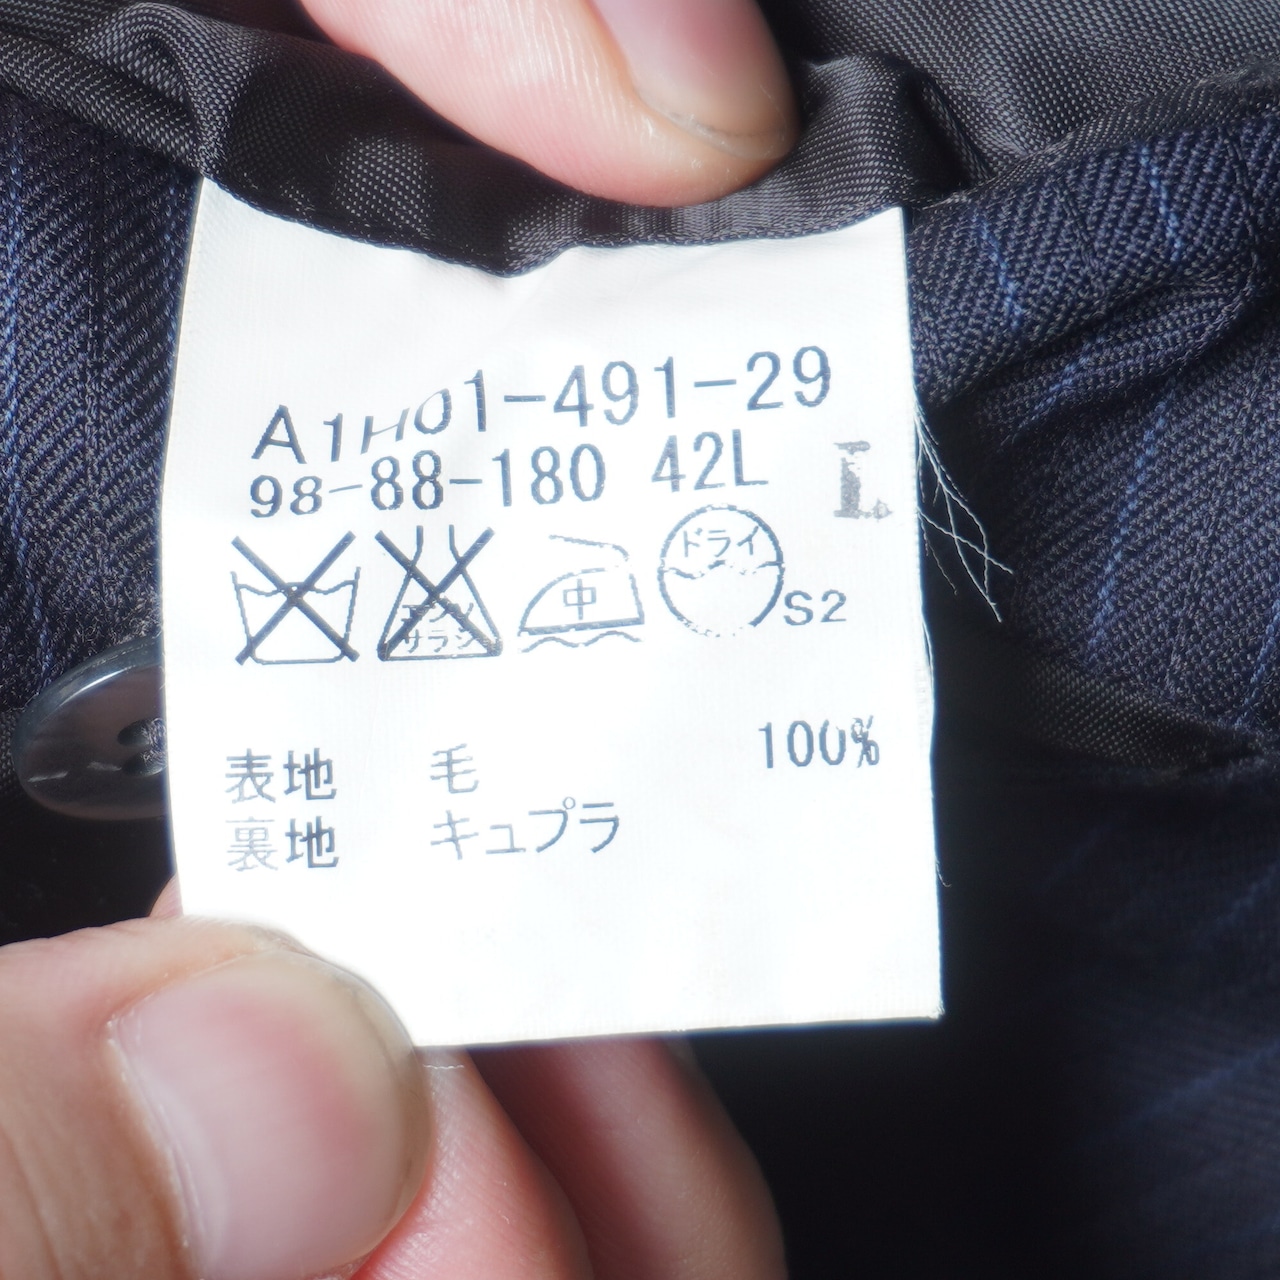 A1H01-491-29
98-88-180 42L L
エンソ サラシ 中 ドライ S2
表地 毛 100%
裏地 キュプラ